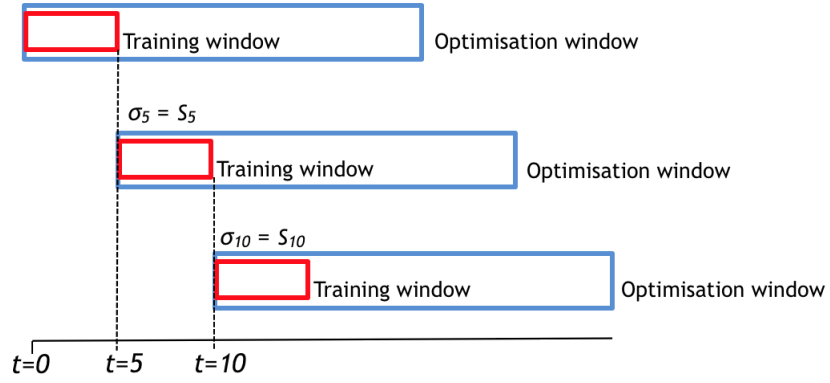 Training window Optimisation window
σ5 = S5
Training window Optimisation window
σ10 = S10
Training window Optimisation window
t=0 t=5 t=10